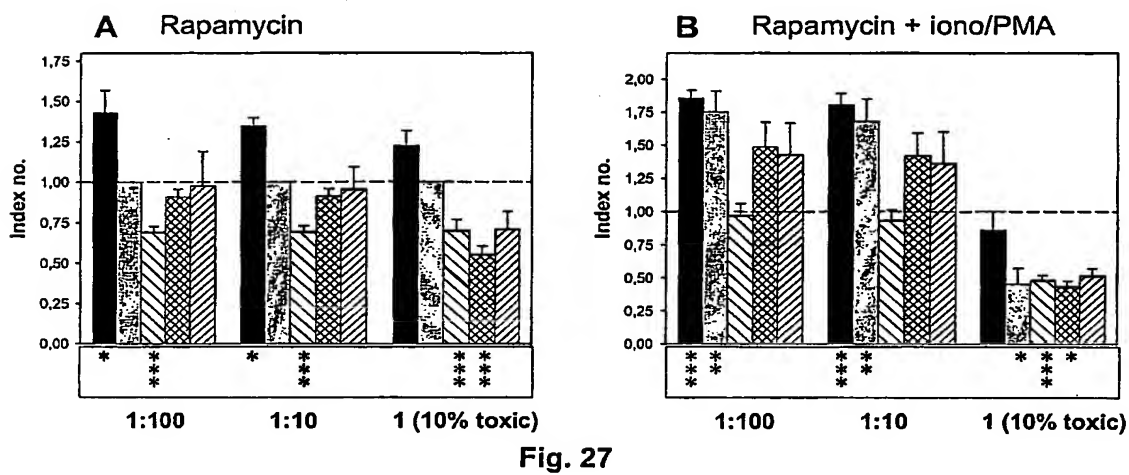 A Rapamycin
Index no.
1,75
1,50
1,25
1,00
0,75
0,50
0,25
0,00
* *** * *** *** ***
1:100 1:10 1 (10% toxic)
B Rapamycin + iono/PMA
Index no.
2,00
1,75
1,50
1,25
1,00
0,75
0,50
0,25
0,00
*** ** *** ** * *** *
1:100 1:10 1 (10% toxic)
Fig. 27